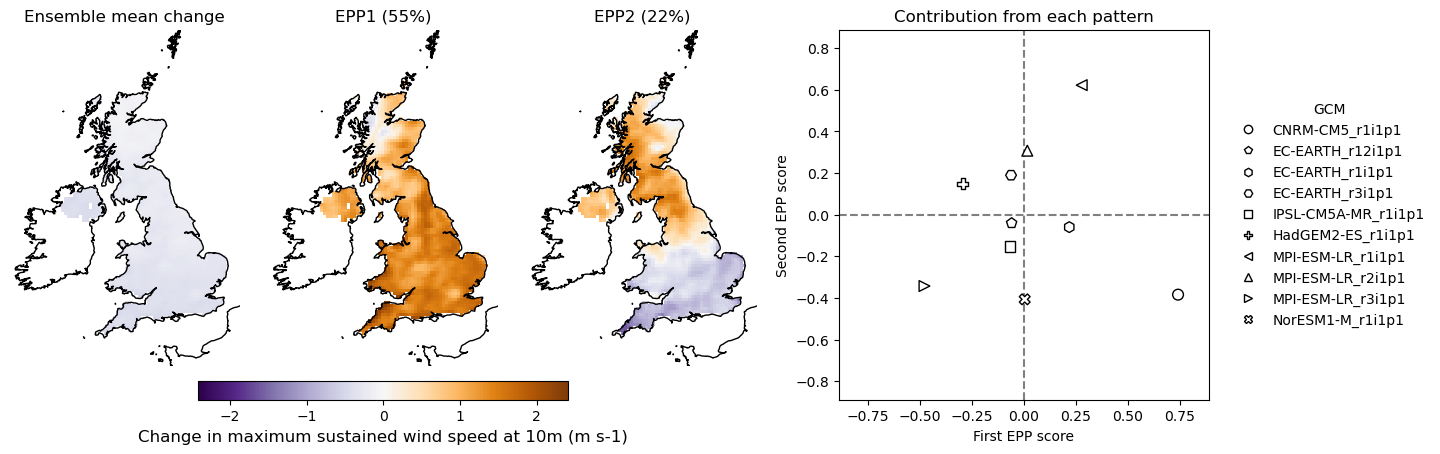 Ensemble mean change
EPP1 (55%)
EPP2 (22%)
Contribution from each pattern
−2
−1
0
1
2
Change in maximum sustained wind speed at 10m (m s-1)
0.8
0.6
0.4
0.2
0.0
−0.2
−0.4
−0.6
−0.8
Second EPP score
−0.75
−0.50
−0.25
0.00
0.25
0.50
0.75
First EPP score
GCM
CNRM-CM5_r1i1p1
EC-EARTH_r12i1p1
EC-EARTH_r1i1p1
EC-EARTH_r3i1p1
IPSL-CM5A-MR_r1i1p1
HadGEM2-ES_r1i1p1
MPI-ESM-LR_r1i1p1
MPI-ESM-LR_r2i1p1
MPI-ESM-LR_r3i1p1
NorESM1-M_r1i1p1